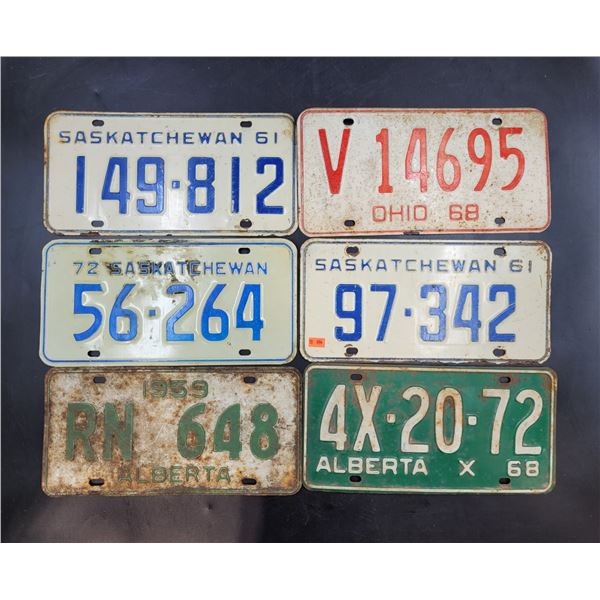 SASKATCHEWAN 61
149-812
V 14695
OHIO 68
72 SASKATCHEWAN
56-264
SASKATCHEWAN 61
97-342
1959
RN 648
ALBERTA
4X-20-72
ALBERTA X 68